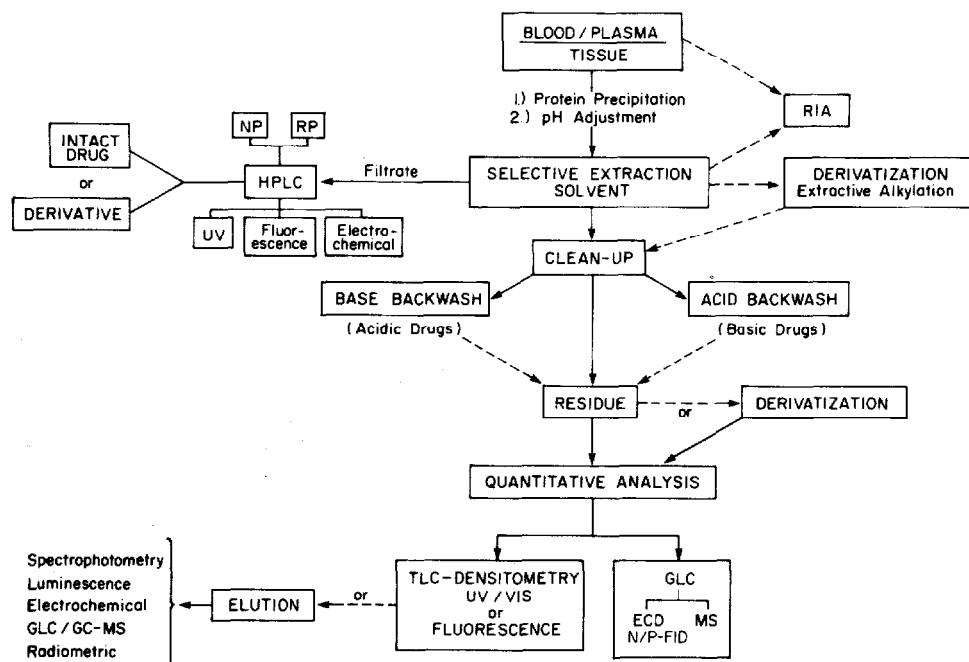 BLOOD / PLASMA
TISSUE
1.) Protein Precipitation
2.) pH Adjustment
RIA
NP
RP
INTACT
DRUG
or
DERIVATIVE
HPLC
Filtrate
SELECTIVE EXTRACTION
SOLVENT
DERIVATIZATION
Extractive Alkylation
UV
Fluor-
escence
Electro-
chemical
CLEAN-UP
BASE BACKWASH
(Acidic Drugs)
ACID BACKWASH
(Basic Drugs)
RESIDUE
or
DERIVATIZATION
QUANTITATIVE ANALYSIS
Spectrophotometry
Luminescence
Electrochemical
GLC / GC-MS
Radiometric
ELUTION
or
TLC-DENSITOMETRY
UV / VIS
or
FLUORESCENCE
GLC
ECD MS
N/P-FID